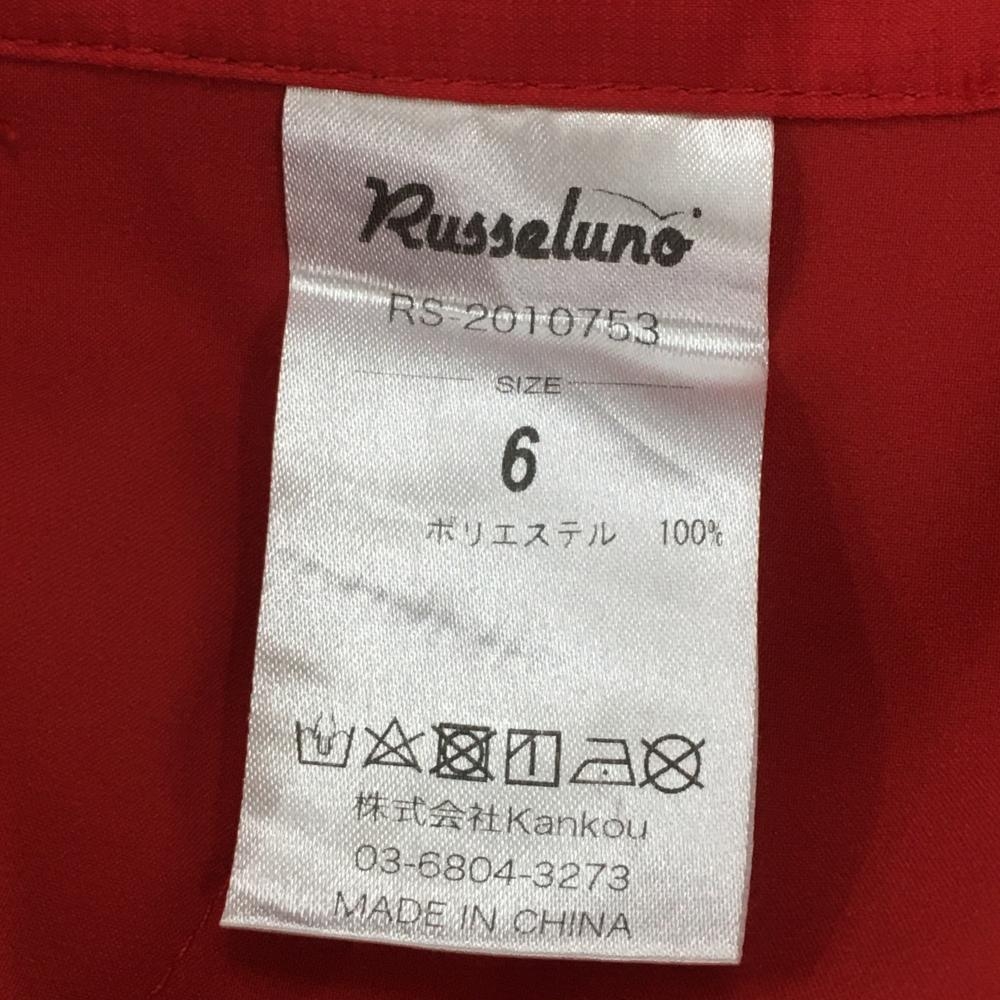 Russeluno
RS-2010753
SIZE
6
ポリエステル 100%
株式会社Kankou
03-6804-3273
MADE IN CHINA